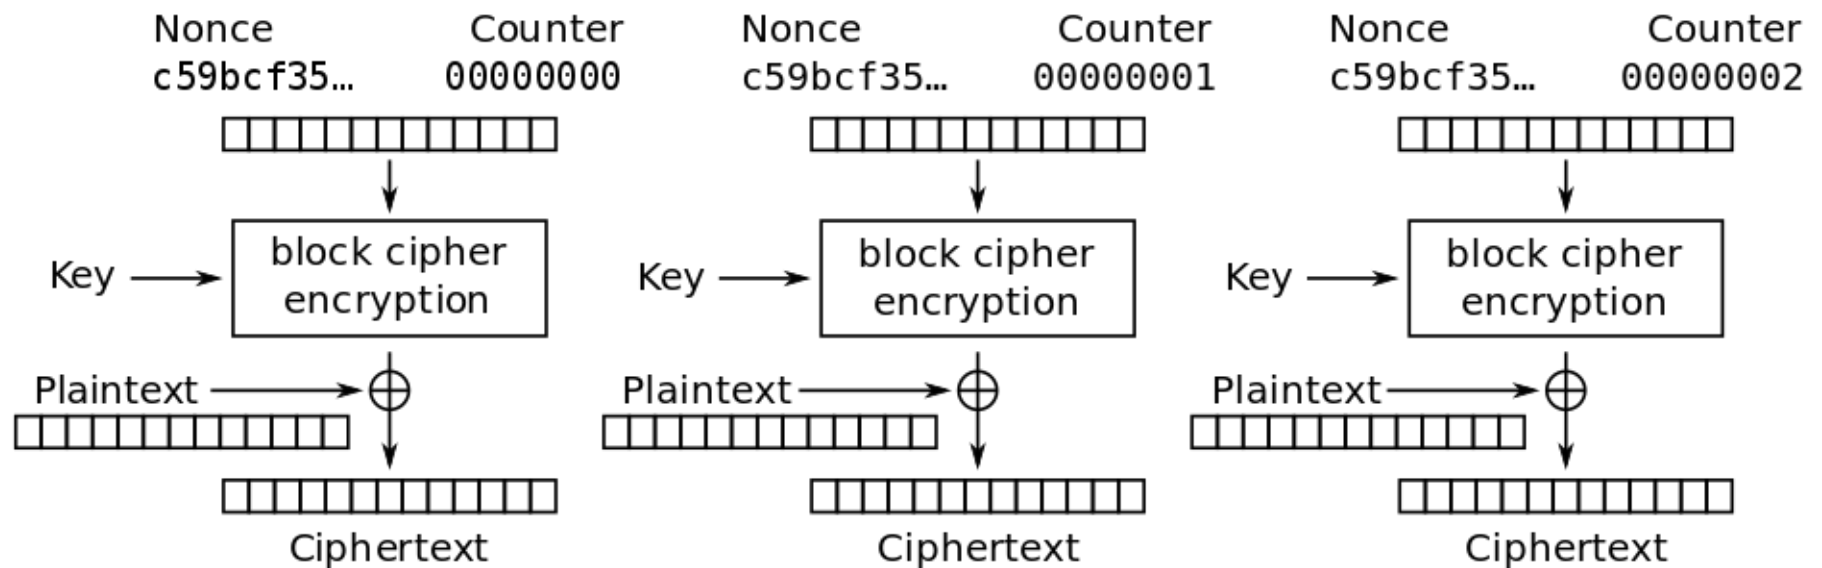 Nonce Counter Nonce Counter Nonce Counter
c59bcf35… 00000000 c59bcf35… 00000001 c59bcf35… 00000002
block cipher block cipher block cipher
Key encryption Key encryption Key encryption
Plaintext Plaintext Plaintext
Ciphertext Ciphertext Ciphertext